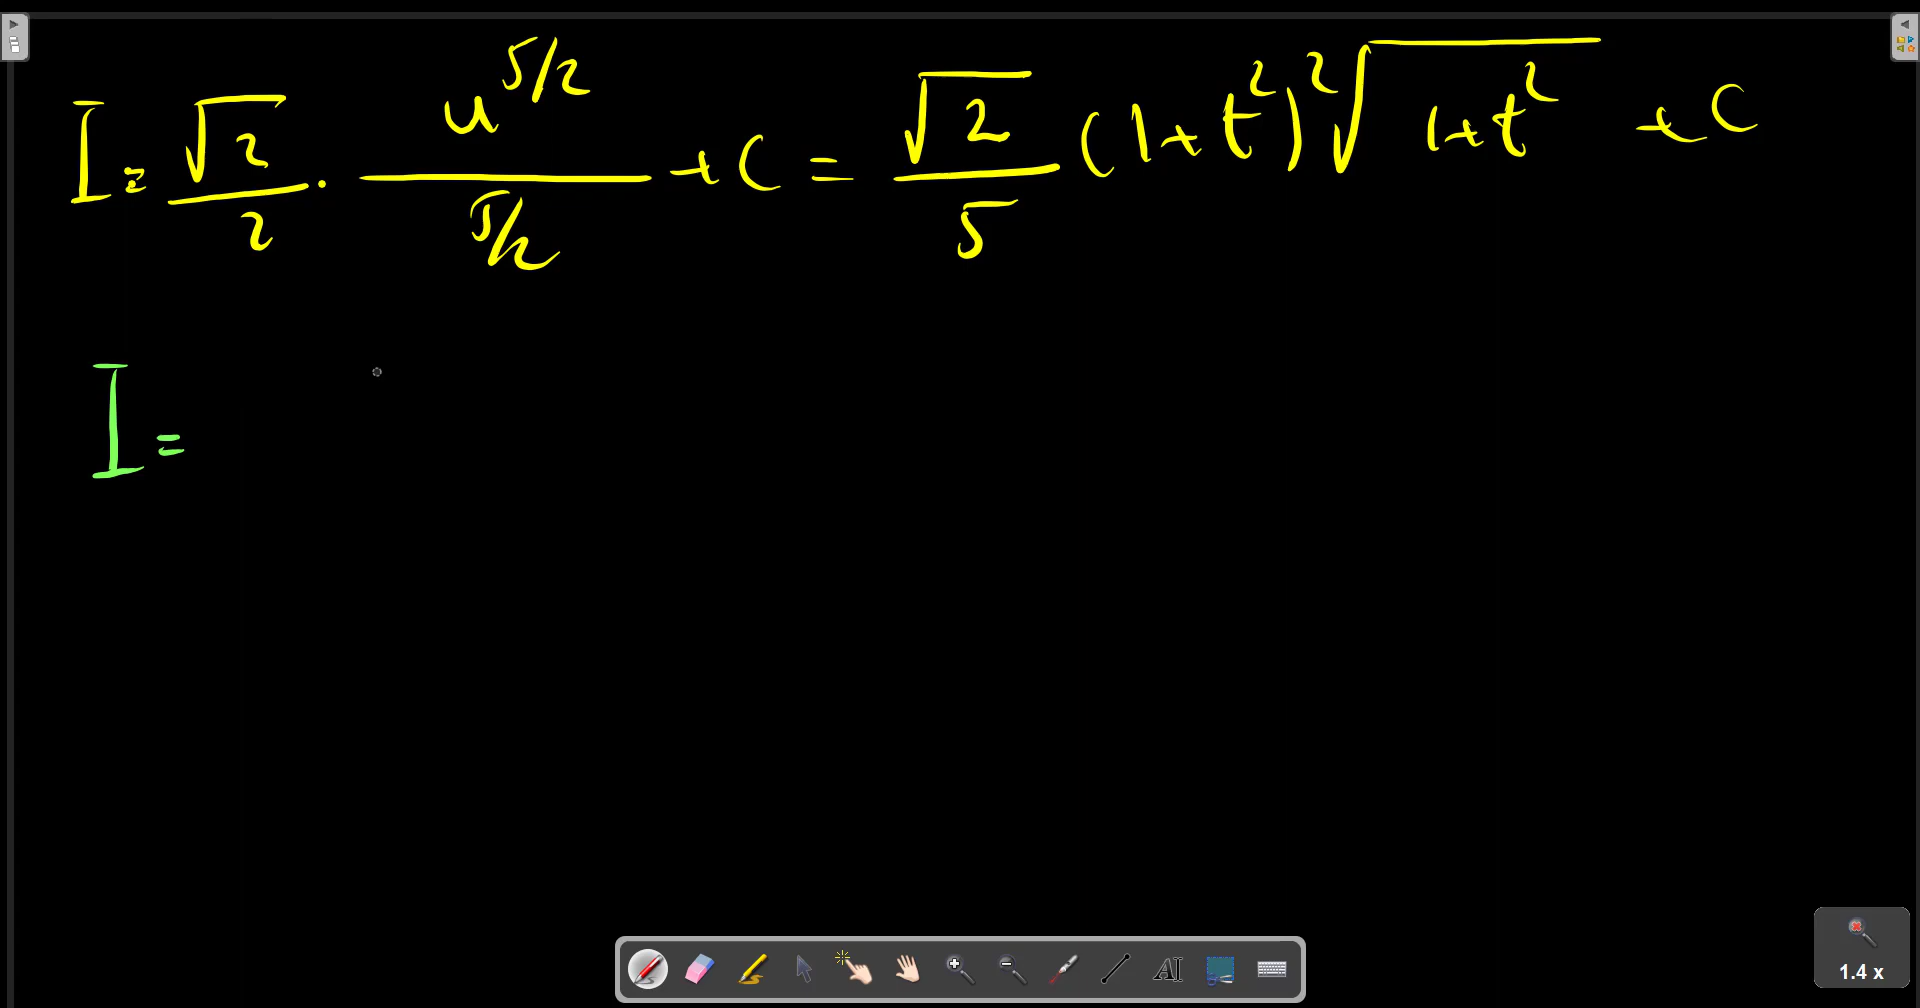 I = √2/2 · u^5/2 / 5/2 + C = √2/5 (1+t²)² √1+t² + C
I =
1.4 x